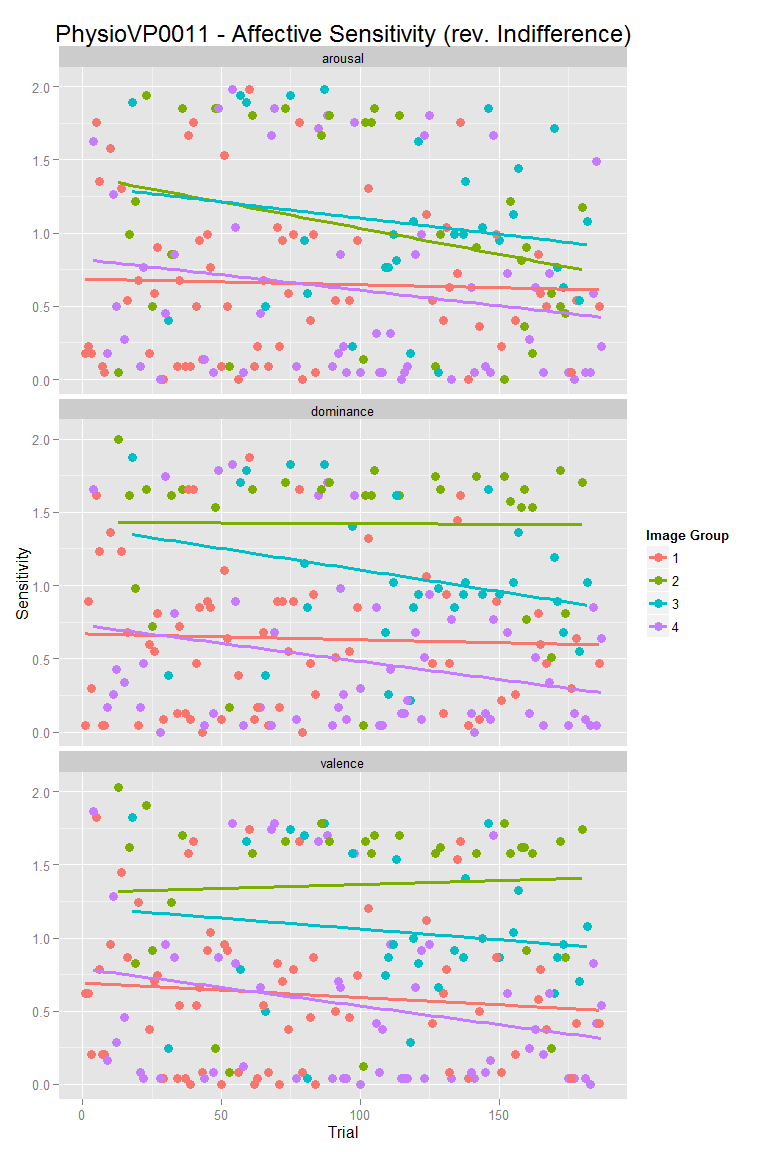 PhysioVP0011 - Affective Sensitivity (rev. Indifference)
arousal
2.0
1.5
1.0
0.5
0.0
dominance
2.0
1.5
1.0
0.5
0.0
valence
2.0
1.5
1.0
0.5
0.0
0 50 100 150
Trial
Sensitivity
Image Group
1
2
3
4